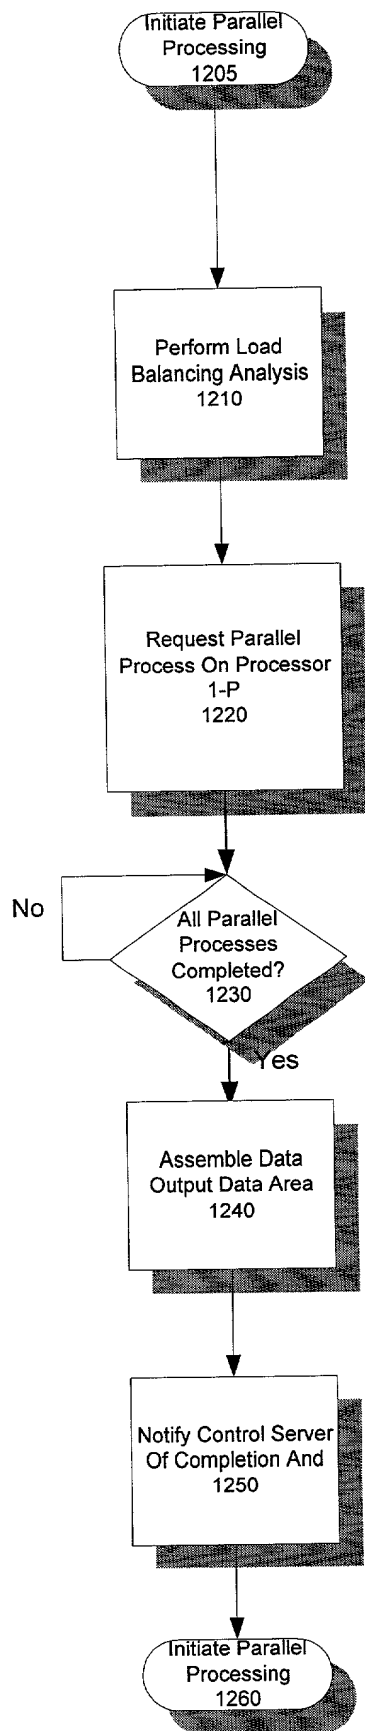 Initiate Parallel
Processing
1205
Perform Load
Balancing Analysis
1210
Request Parallel
Process On Processor
1-P
1220
No
All Parallel
Processes
Completed?
1230
Yes
Assemble Data
Output Data Area
1240
Notify Control Server
Of Completion And
1250
Initiate Parallel
Processing
1260